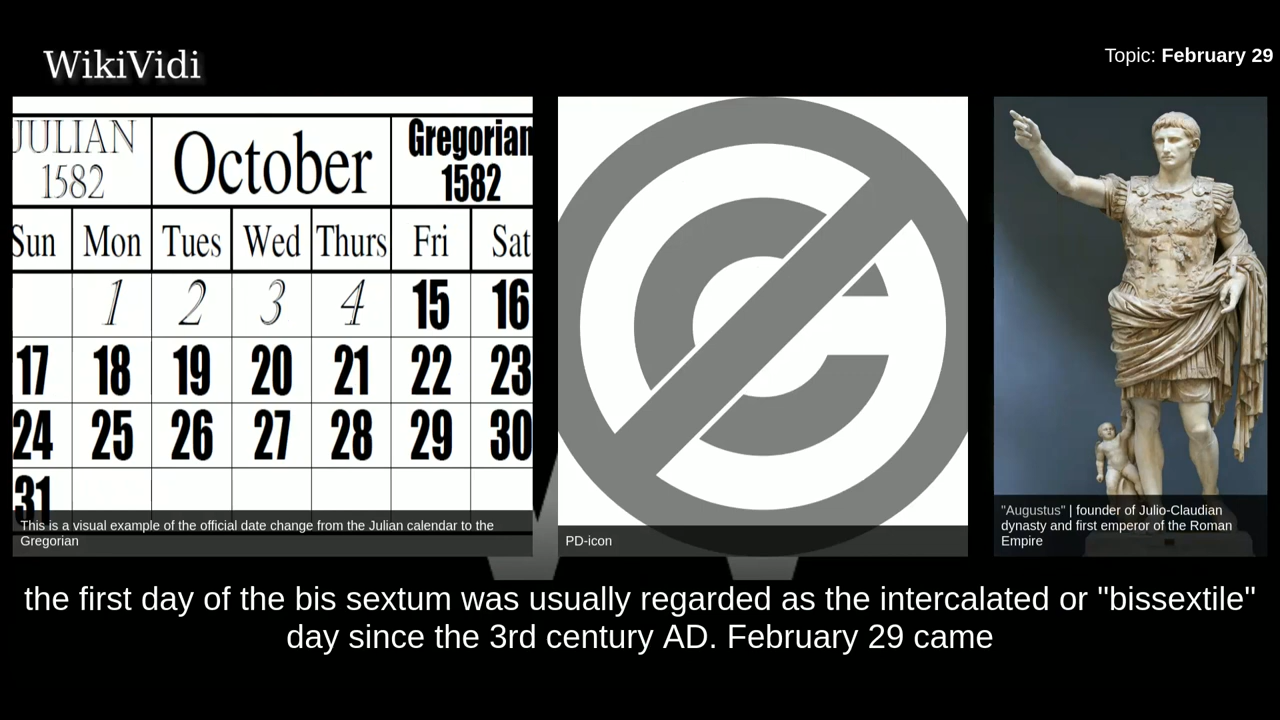 WikiVidi
Topic: February 29
JULIAN
1582
October
Gregorian
1582
Sun Mon Tues Wed Thurs Fri Sat
1 2 3 4 15 16
17 18 19 20 21 22 23
24 25 26 27 28 29 30
31
This is a visual example of the official date change from the Julian calendar to the
Gregorian
PD-icon
"Augustus" | founder of Julio-Claudian
dynasty and first emperor of the Roman
Empire
the first day of the bis sextum was usually regarded as the intercalated or "bissextile"
day since the 3rd century AD. February 29 came